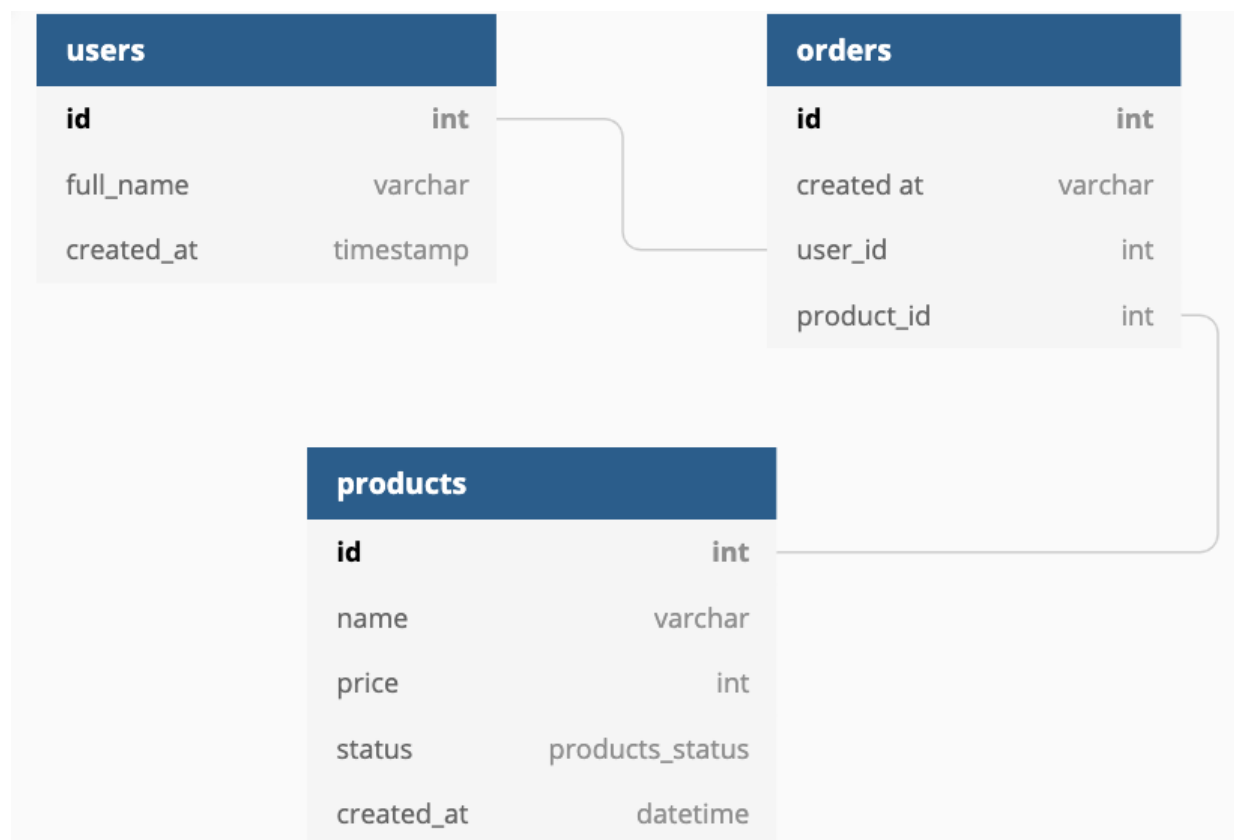 users
id int
full_name varchar
created_at timestamp
orders
id int
created at varchar
user_id int
product_id int
products
id int
name varchar
price int
status products_status
created_at datetime